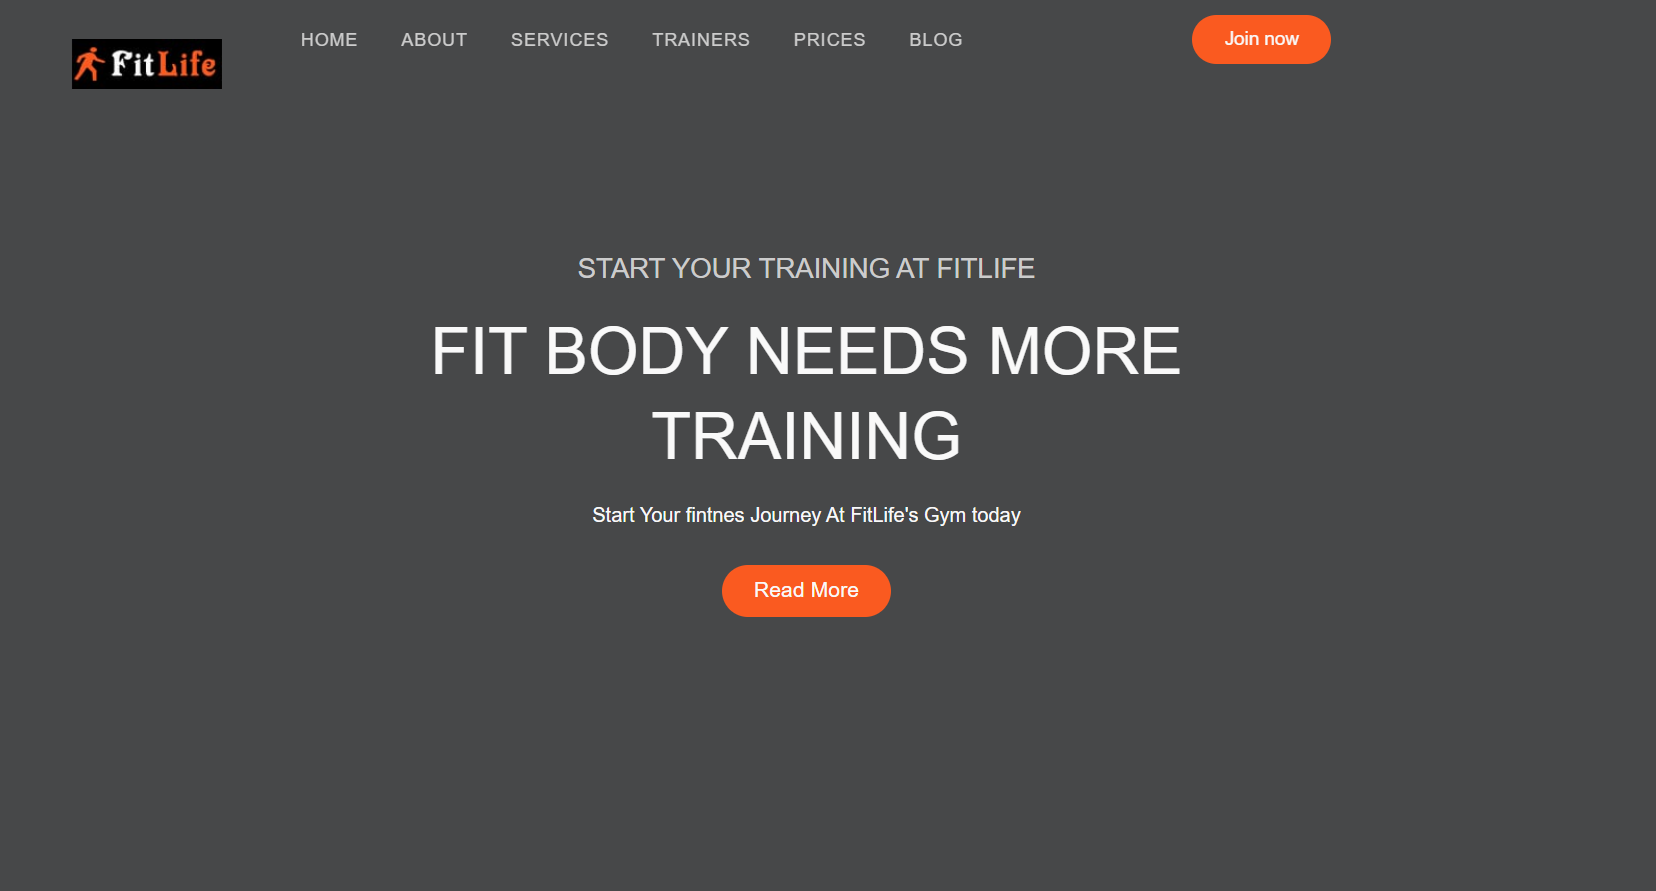 FitLife
HOME ABOUT SERVICES TRAINERS PRICES BLOG
Join now
START YOUR TRAINING AT FITLIFE
FIT BODY NEEDS MORE
TRAINING
Start Your fintnes Journey At FitLife's Gym today
Read More